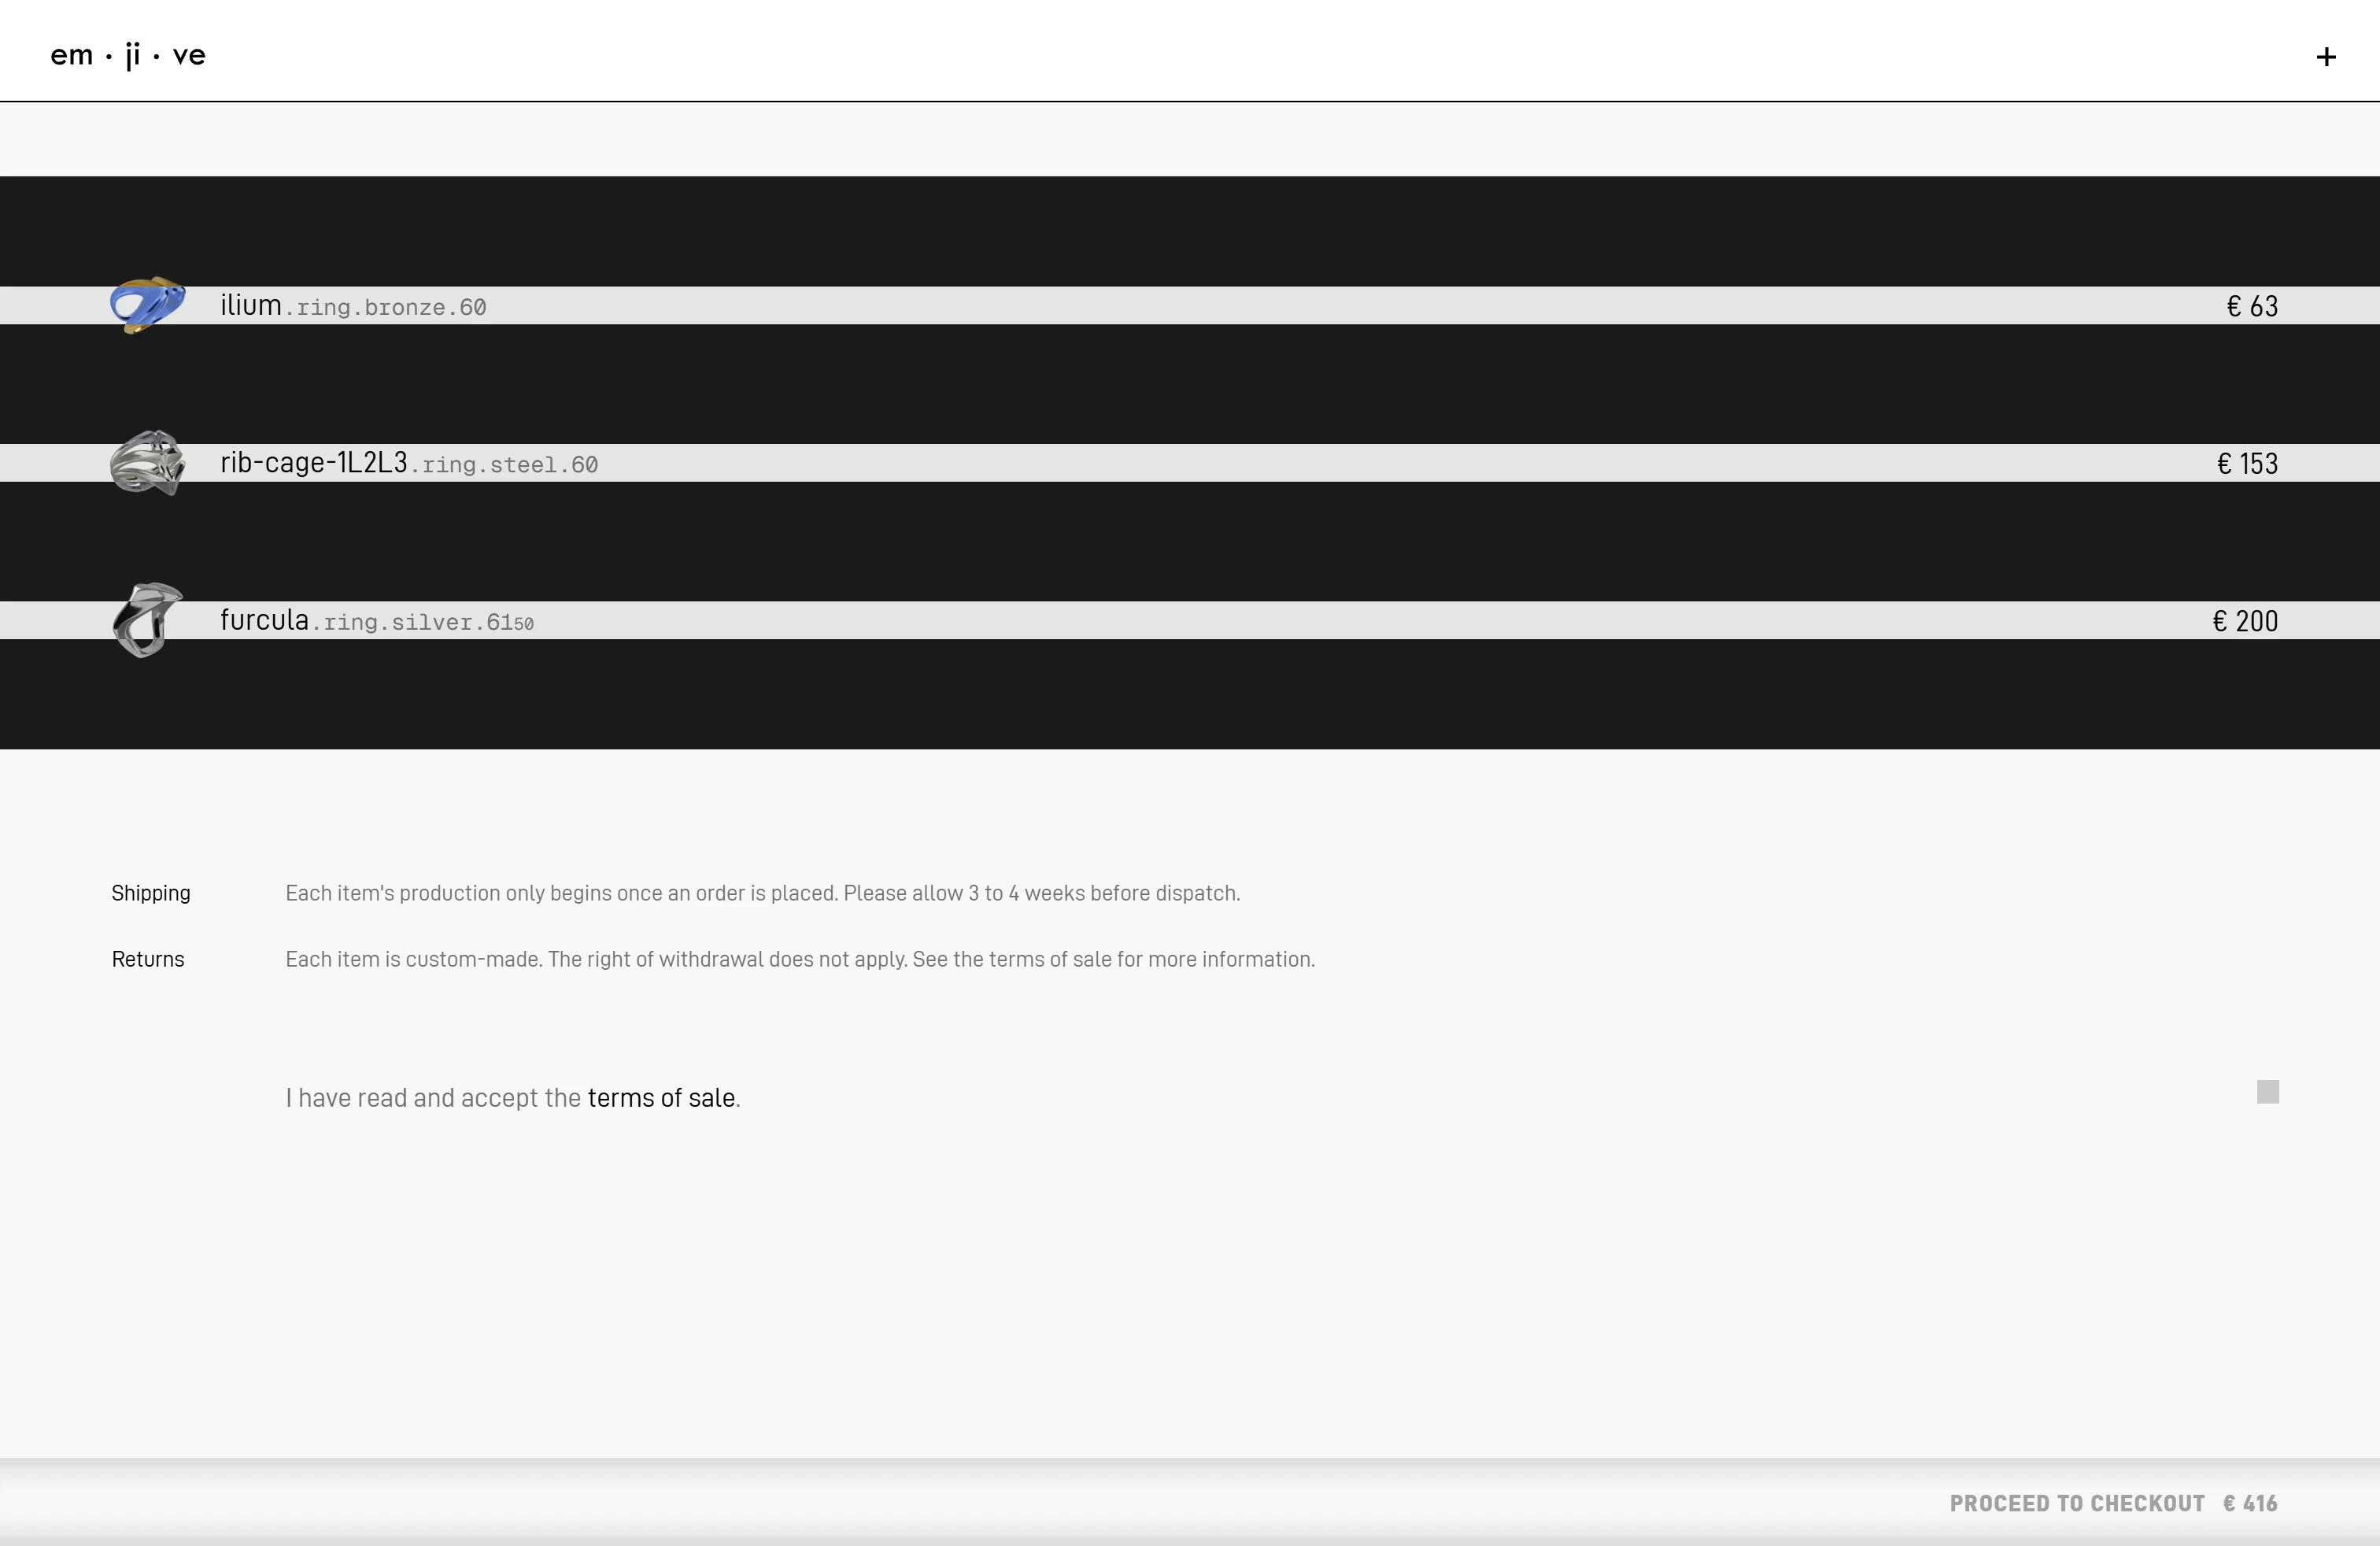 em · ji · ve +
ilium.ring.bronze.60 € 63
rib-cage-1L2L3.ring.steel.60 € 153
furcula.ring.silver.6150 € 200
Shipping Each item's production only begins once an order is placed. Please allow 3 to 4 weeks before dispatch.
Returns Each item is custom-made. The right of withdrawal does not apply. See the terms of sale for more information.
I have read and accept the terms of sale.
PROCEED TO CHECKOUT € 416